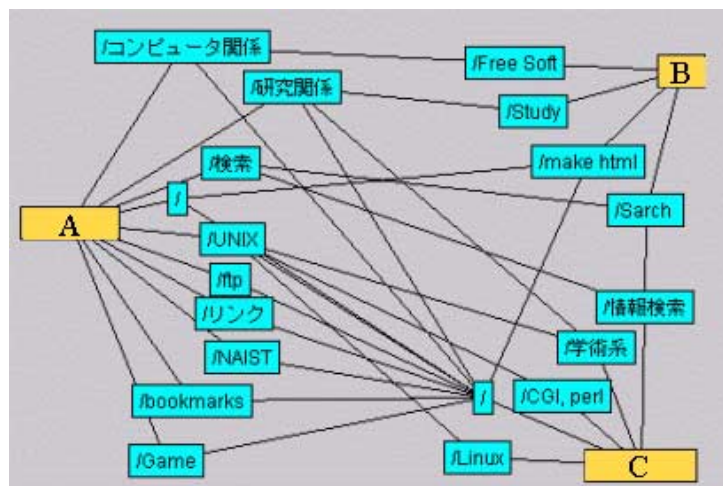 /コンピュータ関係
/Free Soft
B
/研究関係
/Study
/検索
/make html
/
/Sarch
A
/UNIX
/ftp
/情報検索
/リンク
/学術系
/NAIST
/bookmarks
/
/CGI, perl
/Game
/Linux
C